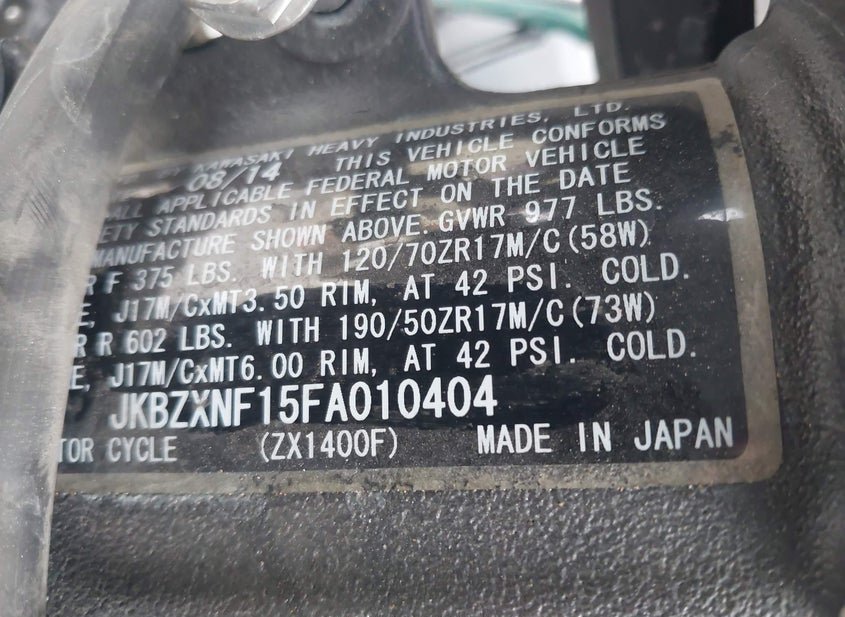 BY KAWASAKI HEAVY INDUSTRIES, LTD.
08/14 THIS VEHICLE CONFORMS
ALL APPLICABLE FEDERAL MOTOR VEHICLE
ETY STANDARDS IN EFFECT ON THE DATE
MANUFACTURE SHOWN ABOVE. GVWR 977 LBS.
R F 375 LBS. WITH 120/70ZR17M/C(58W)
E, J17M/CxMT3.50 RIM, AT 42 PSI. COLD.
R R 602 LBS. WITH 190/50ZR17M/C(73W)
E, J17M/CxMT6.00 RIM, AT 42 PSI. COLD.
JKBZXNF15FA010404
TOR CYCLE (ZX1400F) MADE IN JAPAN